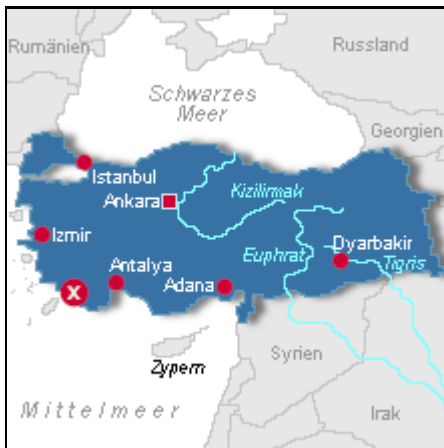 Rumänien
Russland
Schwarzes
Meer
Georgien
Istanbul
Ankara
Kizilirmak
Izmir
Euphrat
Dyarbakir
Antalya
Adana
Tigris
X
Zypern
Syrien
Mittelmeer
Irak